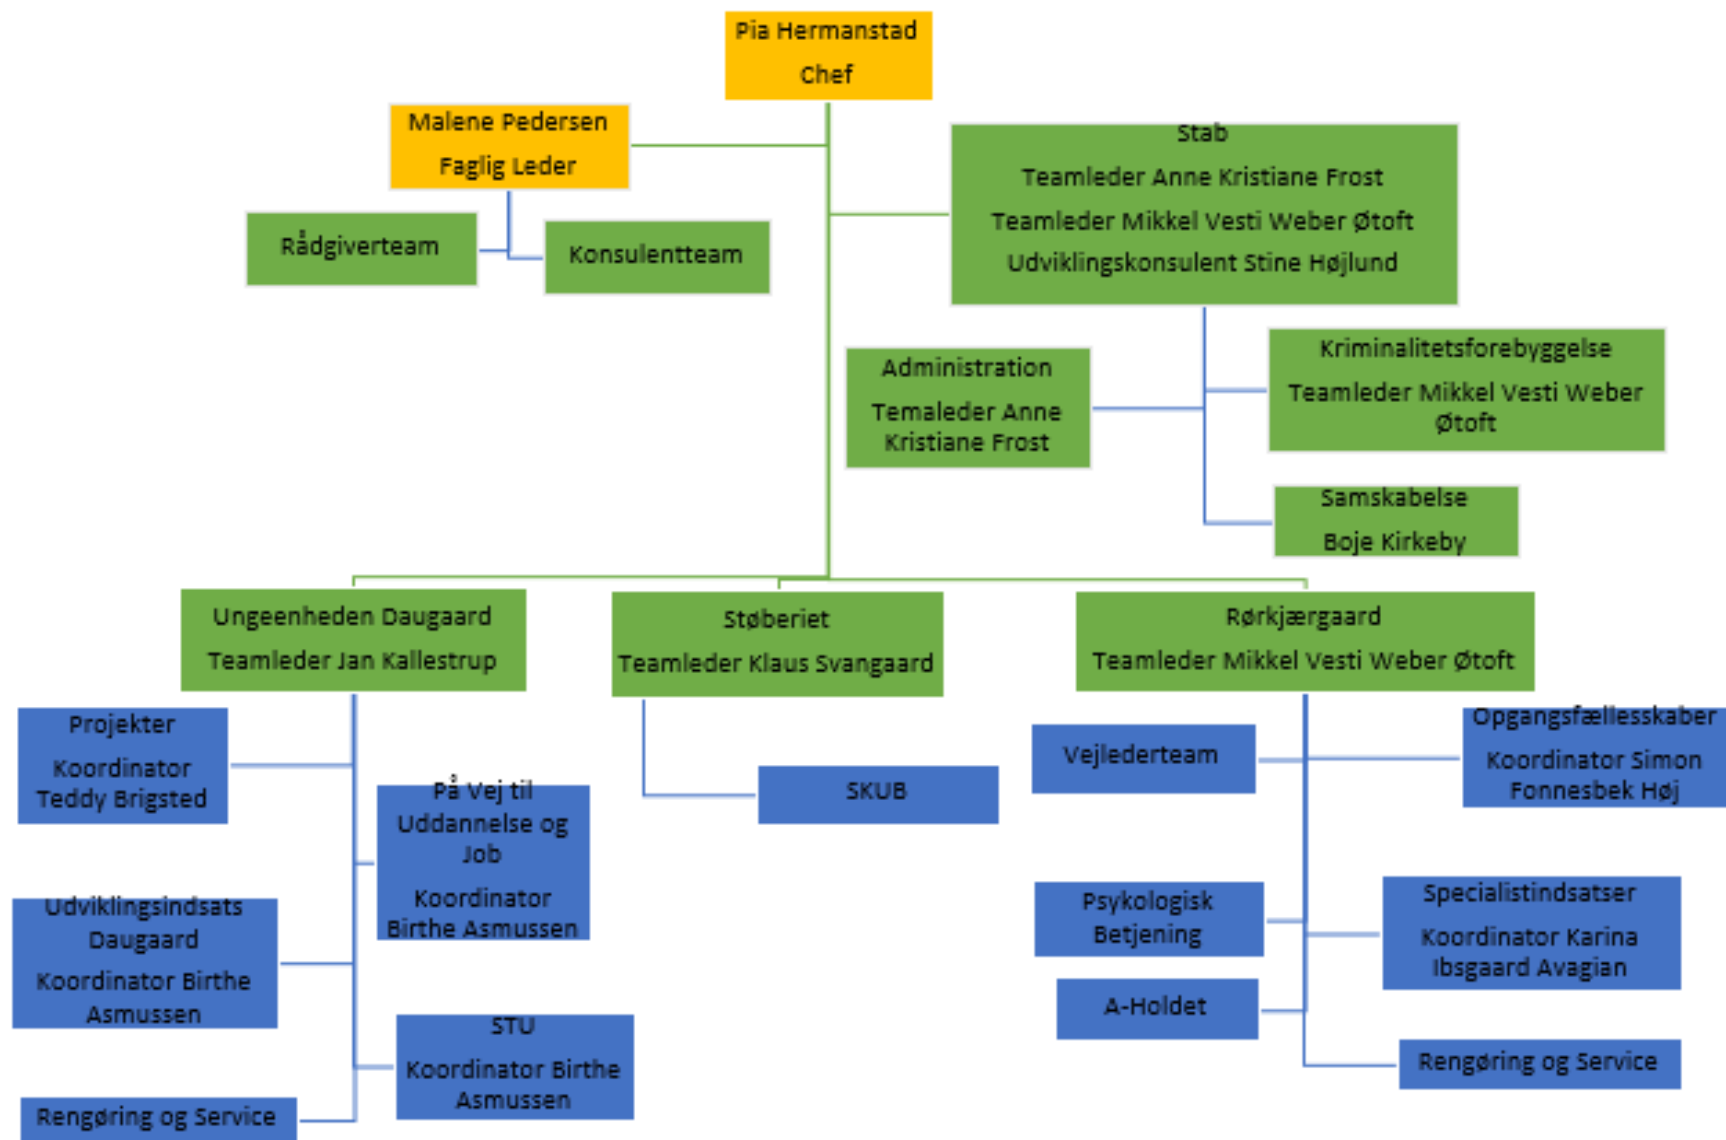 Pia Hermanstad
Chef
Malene Pedersen
Faglig Leder
Stab
Teamleder Anne Kristiane Frost
Teamleder Mikkel Vesti Weber Øtoft
Udviklingskonsulent Stine Højlund
Rådgiverteam
Konsulentteam
Administration
Temaleder Anne
Kristiane Frost
Kriminalitetsforebyggelse
Teamleder Mikkel Vesti Weber
Øtoft
Samskabelse
Boje Kirkeby
Ungeenheden Daugaard
Teamleder Jan Kallestrup
Støberiet
Teamleder Klaus Svangaard
Rørkjærgaard
Teamleder Mikkel Vesti Weber Øtoft
Projekter
Koordinator
Teddy Brigsted
På Vej til
Uddannelse og
Job
Koordinator
Birthe Asmussen
Udviklingsindsats
Daugaard
Koordinator Birthe
Asmussen
STU
Koordinator Birthe
Asmussen
Rengøring og Service
SKUB
Vejlederteam
Opgangsfællesskaber
Koordinator Simon
Fonnesbek Høj
Psykologisk
Betjening
Specialistindsatser
Koordinator Karina
Ibsgaard Avagian
A-Holdet
Rengøring og Service